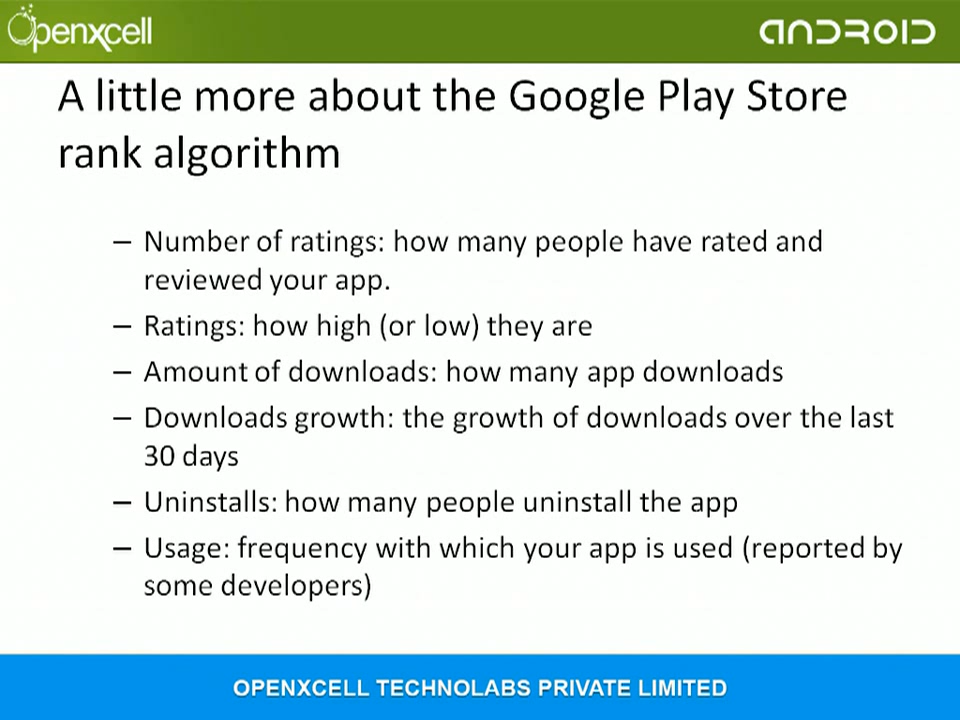 Openxcell
ANDROID
A little more about the Google Play Store
rank algorithm
– Number of ratings: how many people have rated and
reviewed your app.
– Ratings: how high (or low) they are
– Amount of downloads: how many app downloads
– Downloads growth: the growth of downloads over the last
30 days
– Uninstalls: how many people uninstall the app
– Usage: frequency with which your app is used (reported by
some developers)
OPENXCELL TECHNOLABS PRIVATE LIMITED